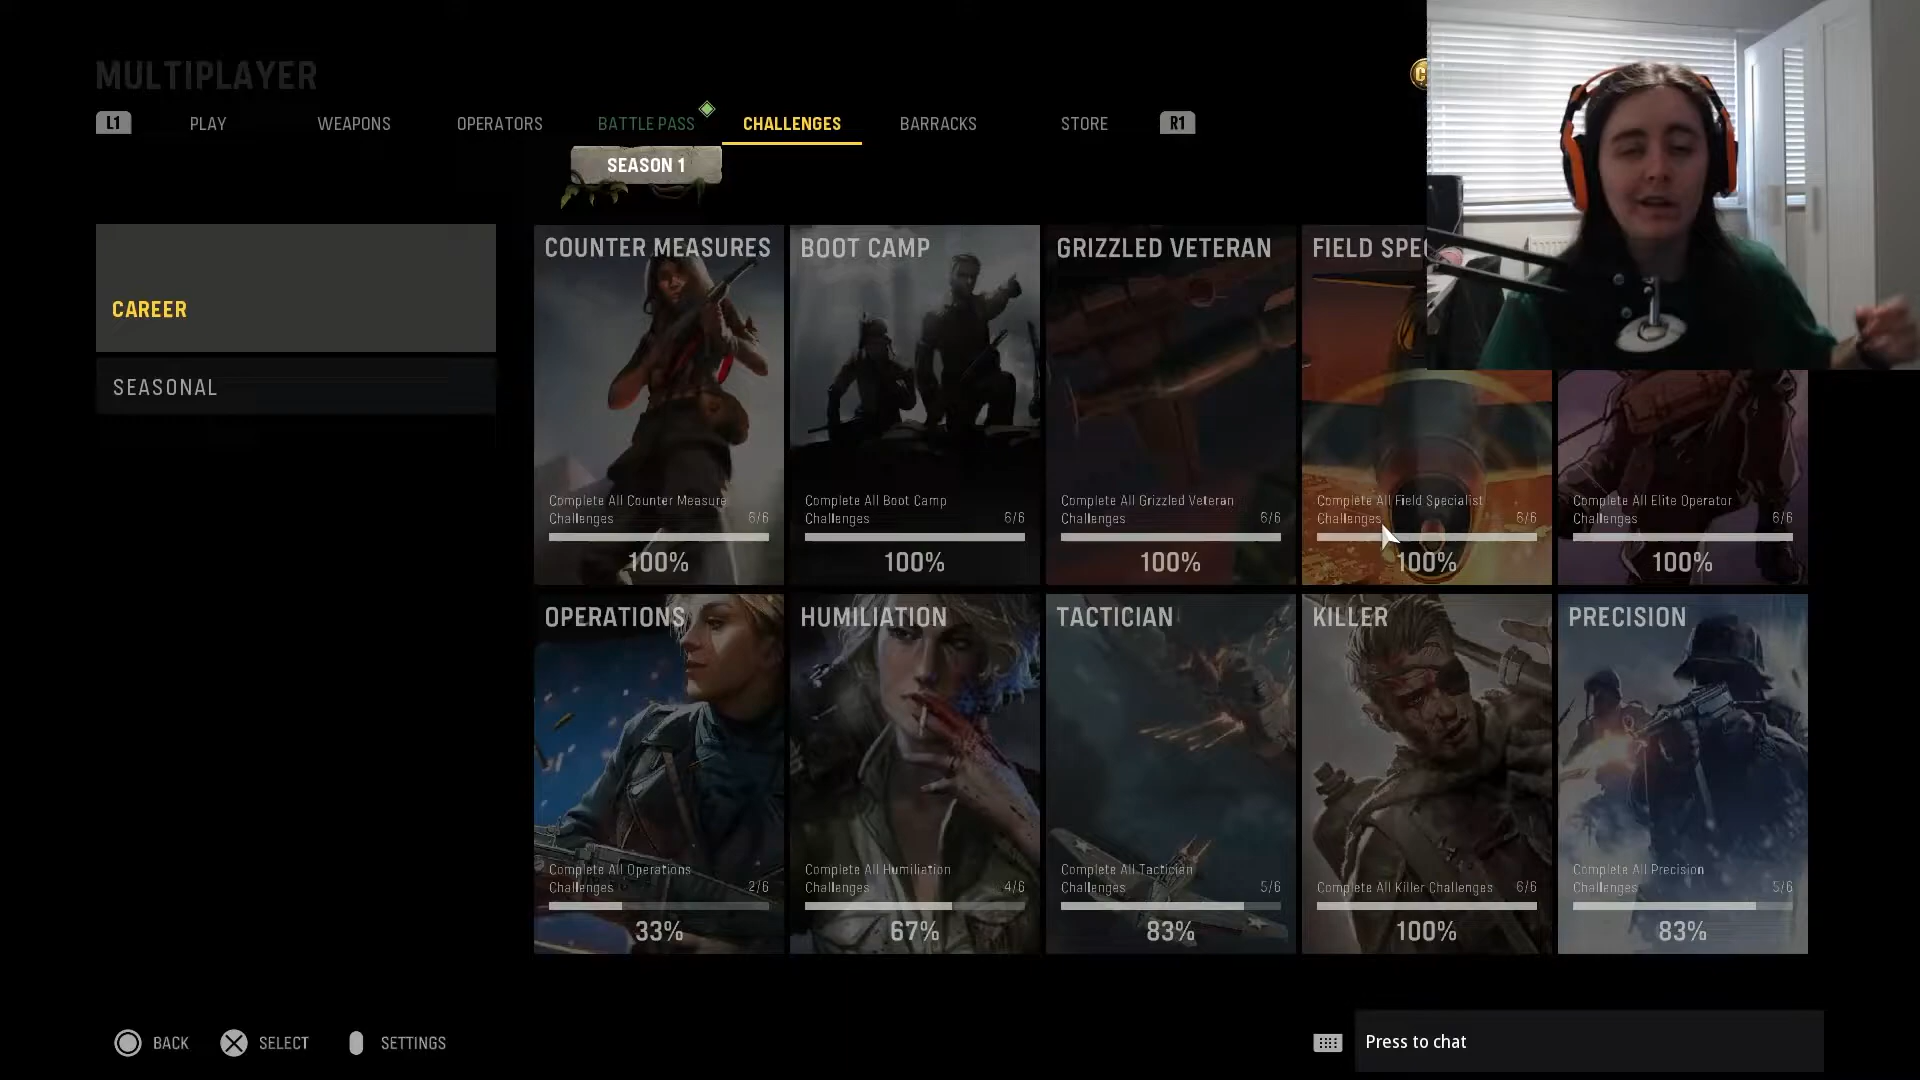 MULTIPLAYER
L1 PLAY WEAPONS OPERATORS BATTLE PASS CHALLENGES BARRACKS STORE R1
SEASON 1
CAREER
SEASONAL
COUNTER MEASURES
Complete All Counter Measure
Challenges 6/6
100%
BOOT CAMP
Complete All Boot Camp
Challenges 6/6
100%
GRIZZLED VETERAN
Complete All Grizzled Veteran
Challenges 6/6
100%
FIELD SPE
Complete All Field Specialist
Challenges 6/6
100%
Complete All Elite Operator
Challenges 6/6
100%
OPERATIONS
Complete All Operations
Challenges 2/6
33%
HUMILIATION
Complete All Humiliation
Challenges 4/6
67%
TACTICIAN
Complete All Tactician
Challenges 5/6
83%
KILLER
Complete All Killer Challenges 6/6
100%
PRECISION
Complete All Precision
Challenges 5/6
83%
BACK SELECT SETTINGS
Press to chat